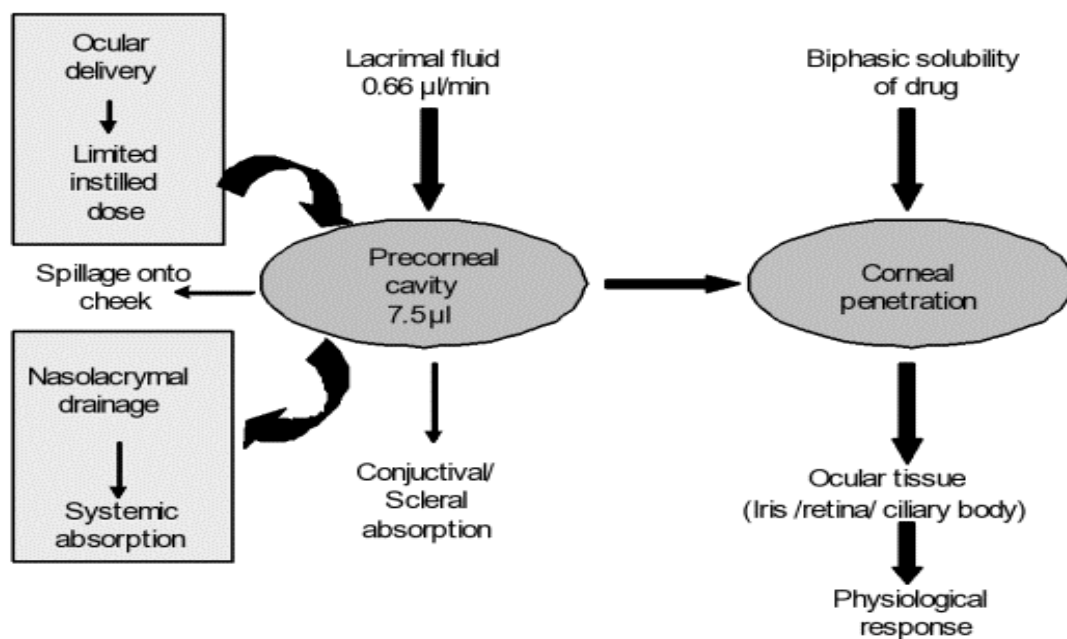 Ocular
delivery
Limited
instilled
dose
Lacrimal fluid
0.66 µl/min
Biphasic solubility
of drug
Spillage onto
cheek
Precorneal
cavity
7.5 µl
Corneal
penetration
Nasolacrymal
drainage
Systemic
absorption
Conjuctival/
Scleral
absorption
Ocular tissue
(Iris /retina/ ciliary body)
Physiological
response